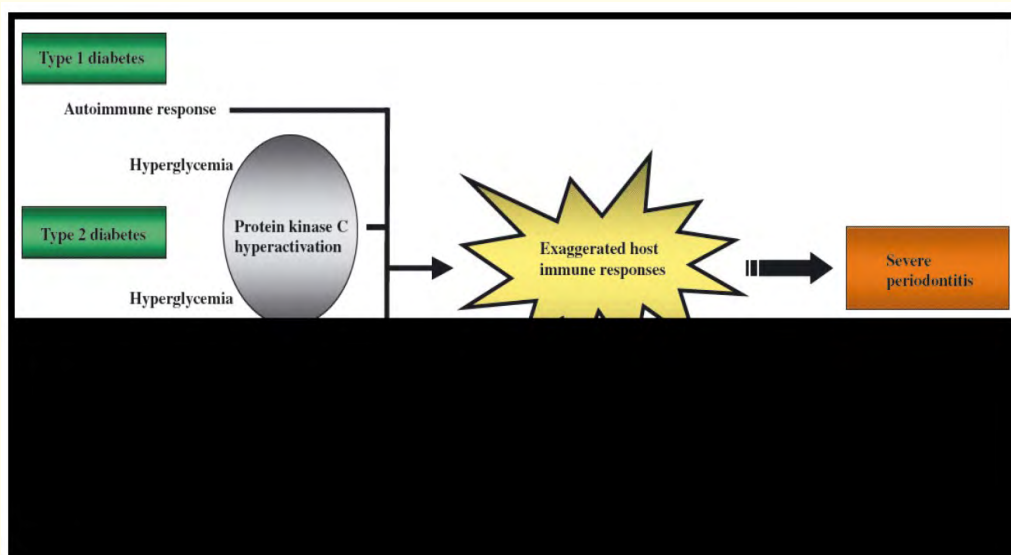 Type 1 diabetes
Autoimmune response
Hyperglycemia
Protein kinase C
hyperactivation
Type 2 diabetes
Hyperglycemia
Exaggerated host
immune responses
Severe
periodontitis